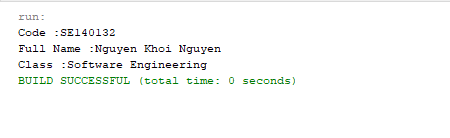 run:
Code :SE140132
Full Name :Nguyen Khoi Nguyen
Class :Software Engineering
BUILD SUCCESSFUL (total time: 0 seconds)